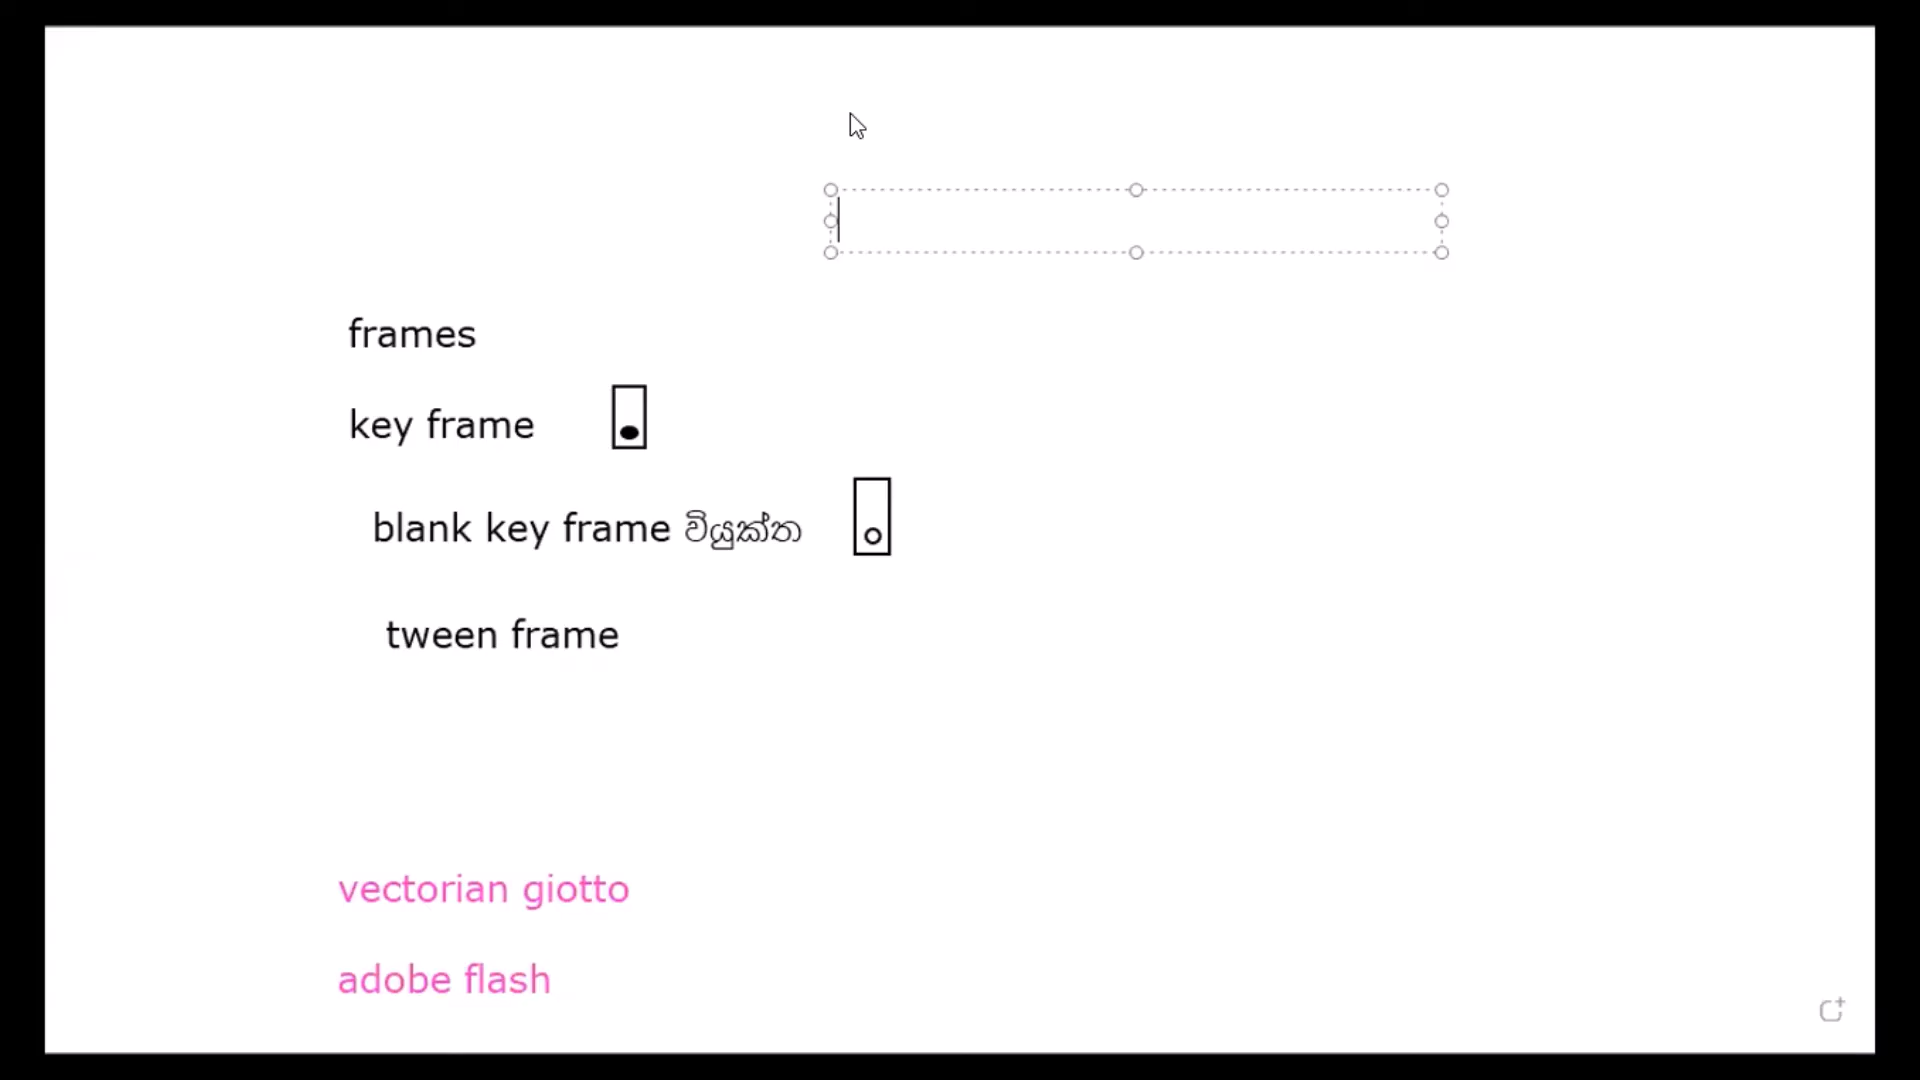 frames
key frame
blank key frame වියුක්ත
tween frame
vectorian giotto
adobe flash